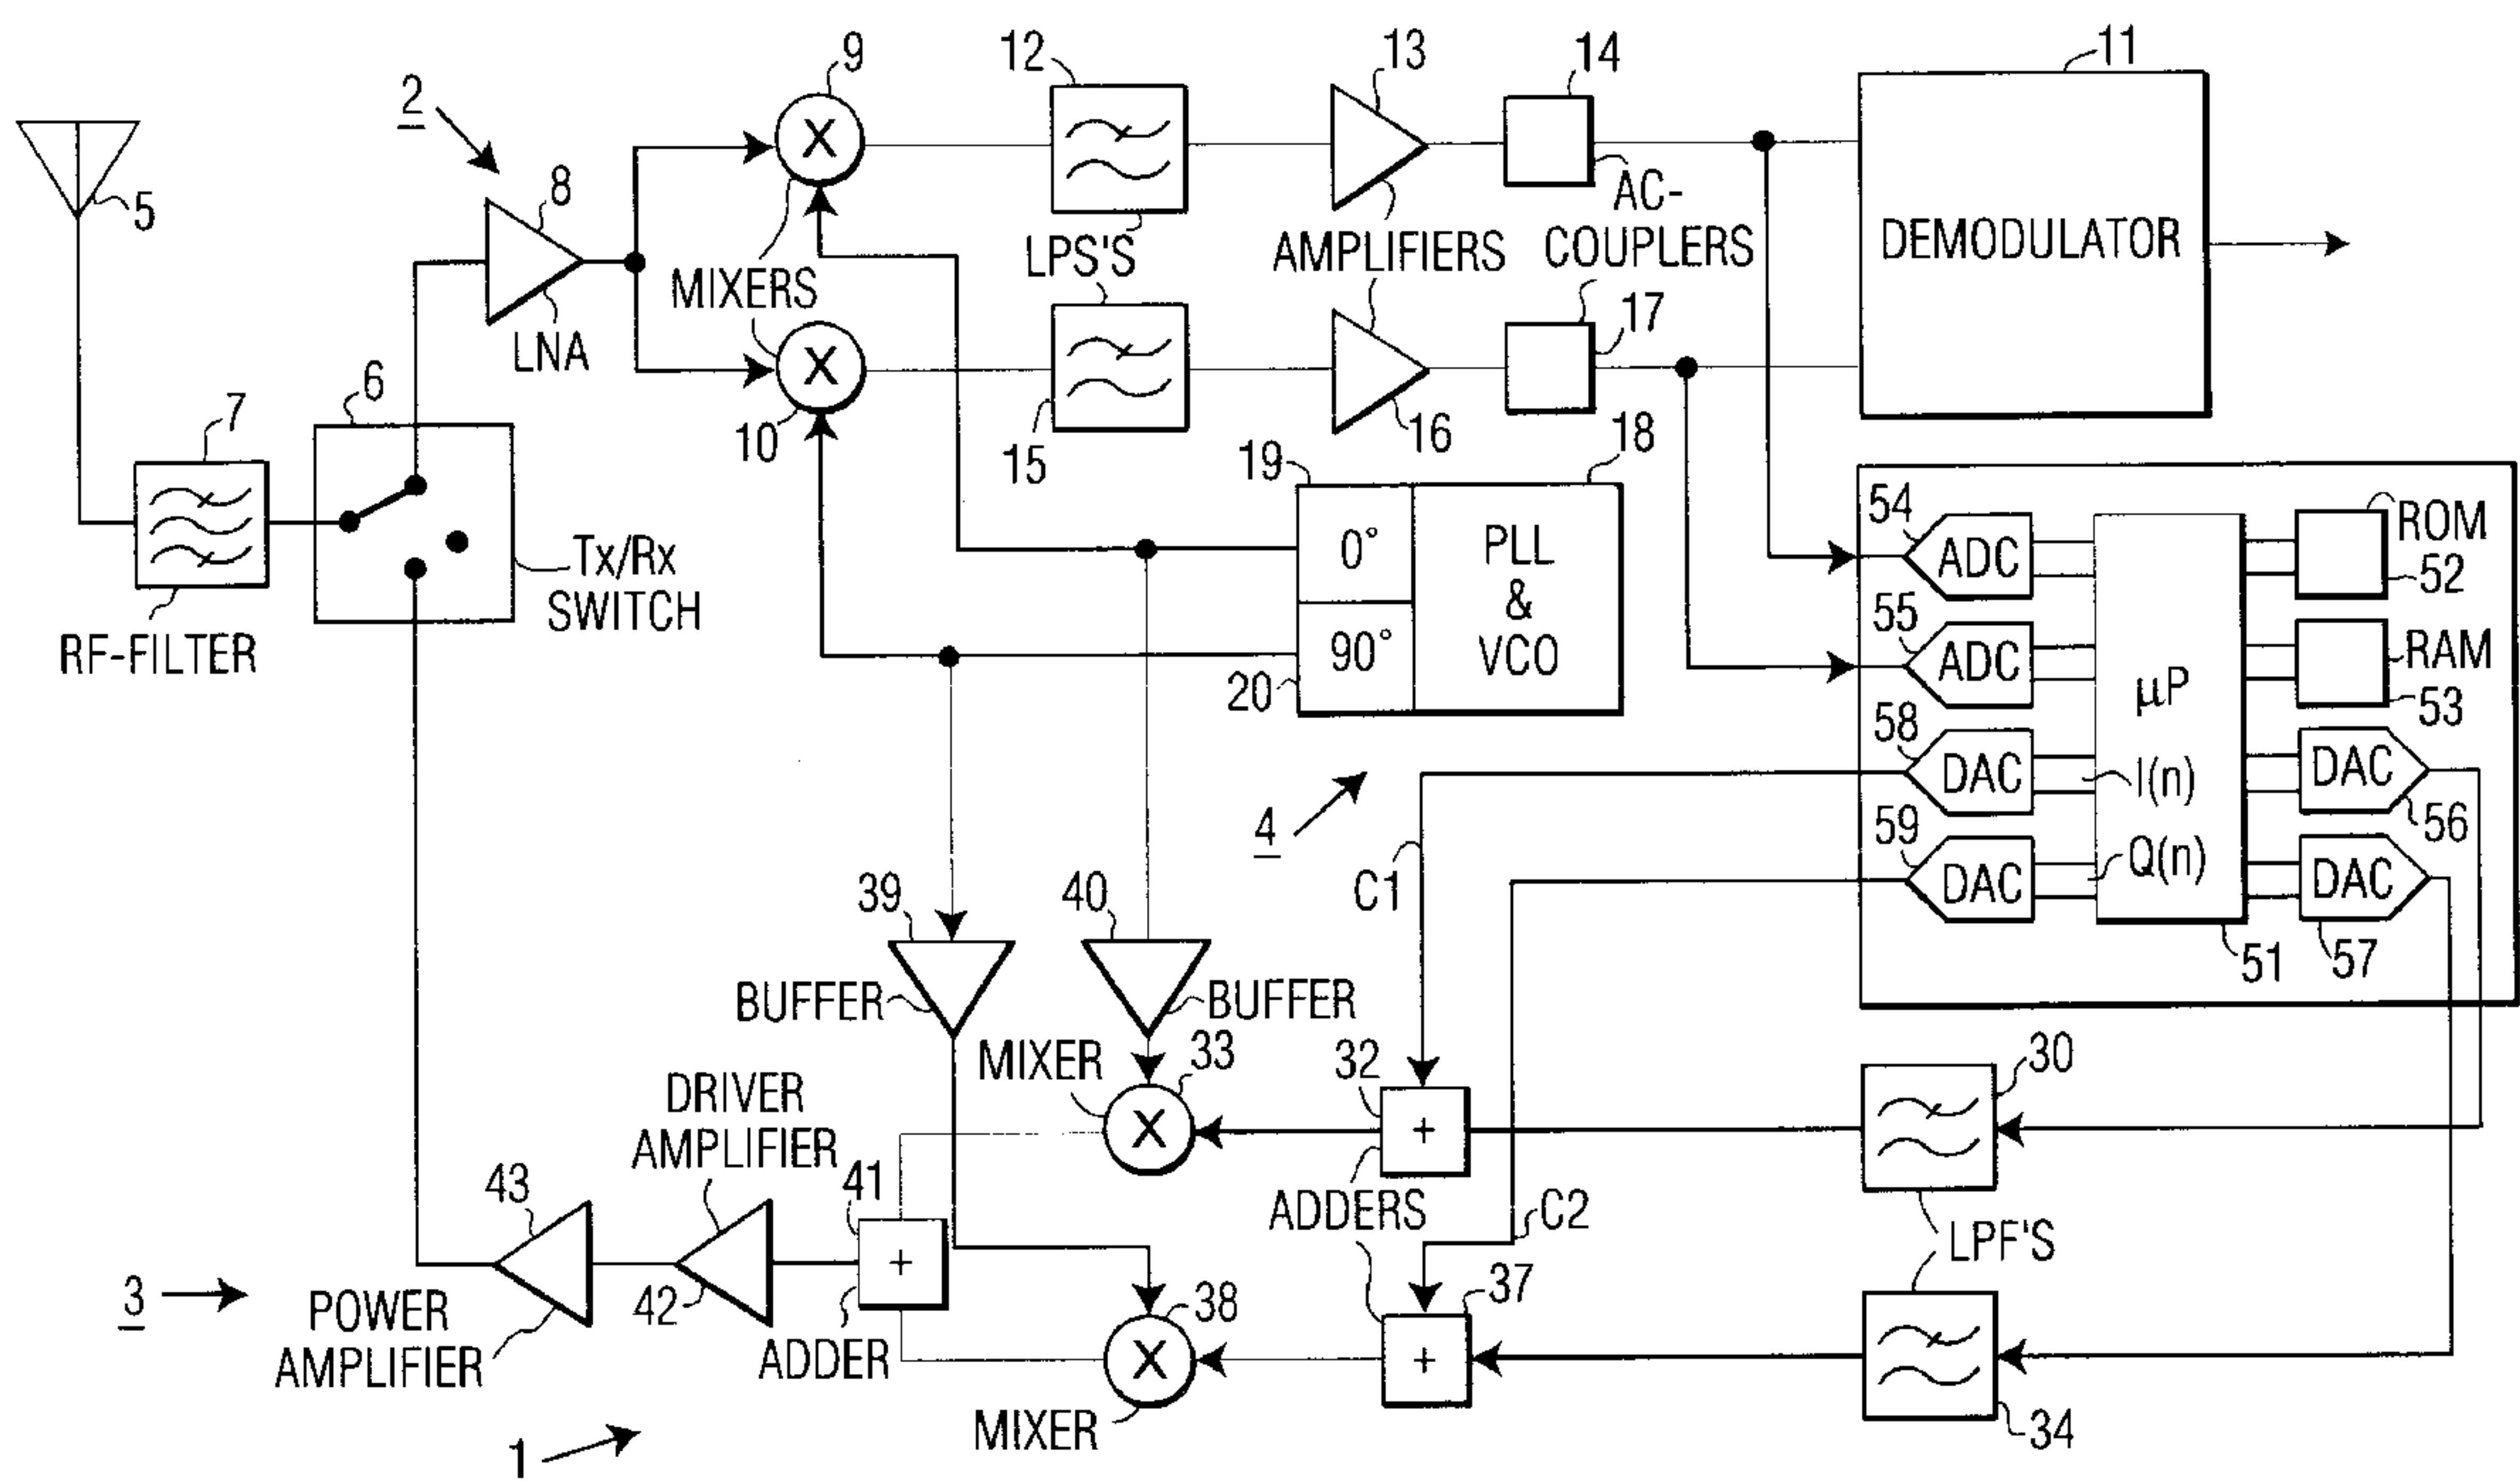 9
12
13
14
11
2
X
5
8
AC-
COUPLERS
LPS'S
AMPLIFIERS
DEMODULATOR
MIXERS
LNA
17
X
6
7
10
15
16
18
19
0°
PLL
&
VCO
90°
20
Tx/Rx
SWITCH
RF-FILTER
54
ADC
ROM
52
55
ADC
RAM
53
µP
58
DAC
I(n)
DAC
56
59
DAC
Q(n)
DAC
51
57
4
C1
39
40
BUFFER
BUFFER
MIXER
33
32
30
X
+
DRIVER
AMPLIFIER
41
43
ADDERS
C2
LPF'S
+
42
3
POWER
AMPLIFIER
ADDER
38
37
X
+
MIXER
34
1